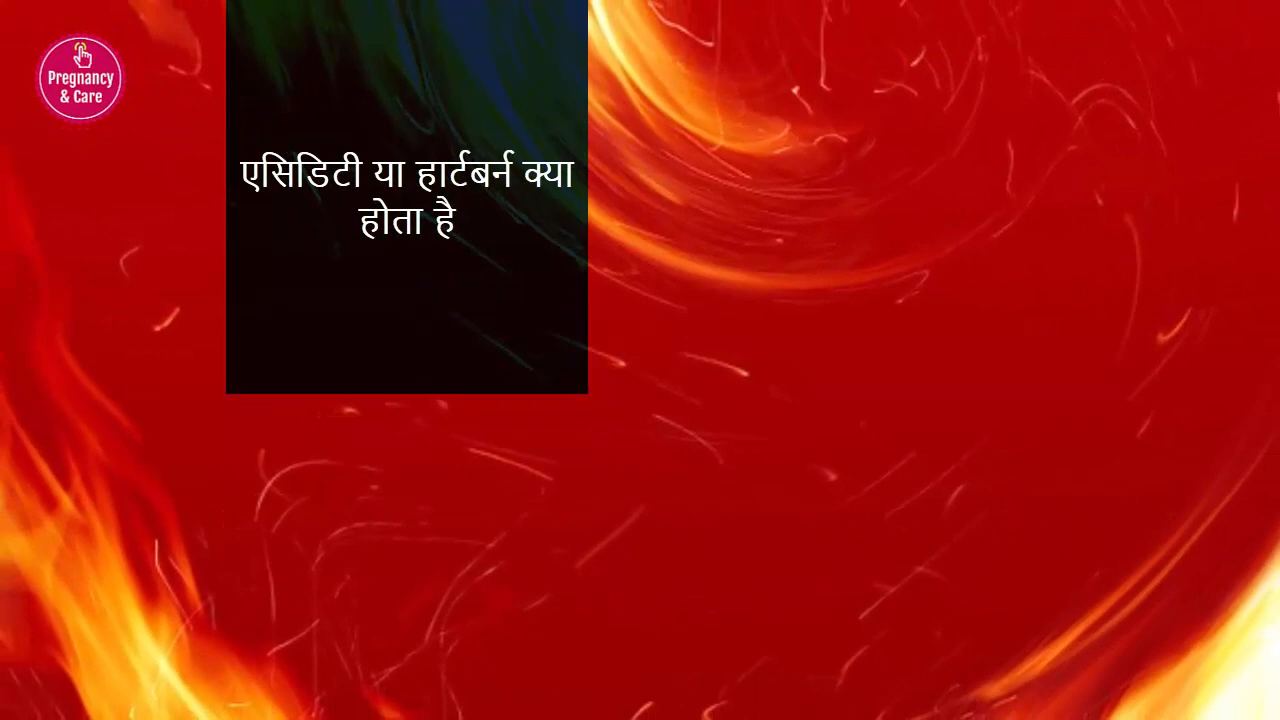 Pregnancy
& Care
एसिडिटी या हार्टबर्न क्या
होता है